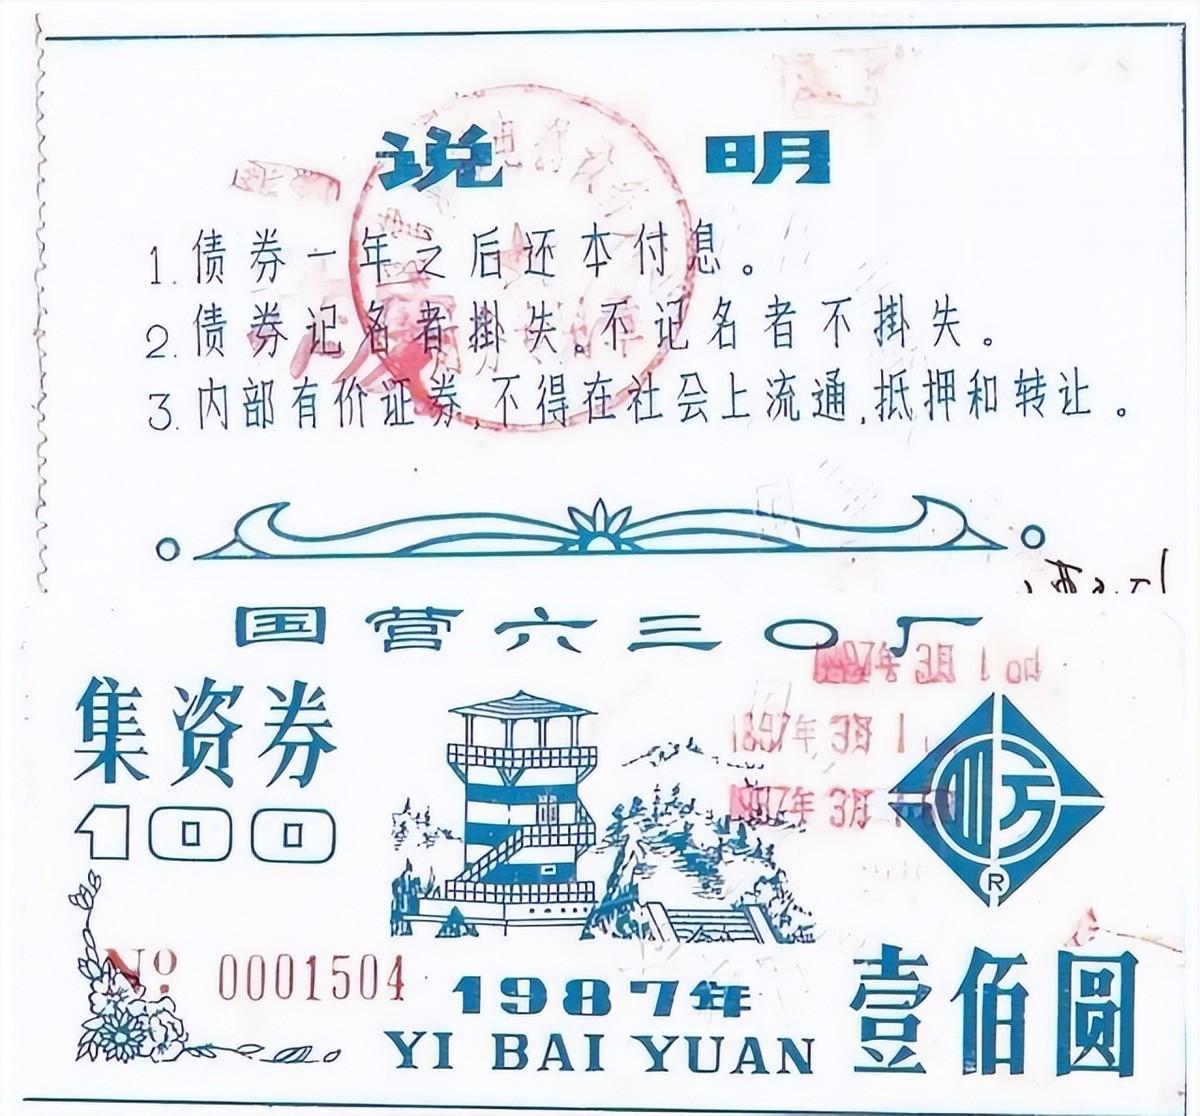 说 明
1. 债券一年之后还本付息。
2. 债券记名者掛失。不记名者不掛失。
3. 内部有价证券,不得在社会上流通,抵押和转让。
国营六三〇厂
集资券
100
№ 0001504
1987年
YI BAI YUAN
壹佰圆
®